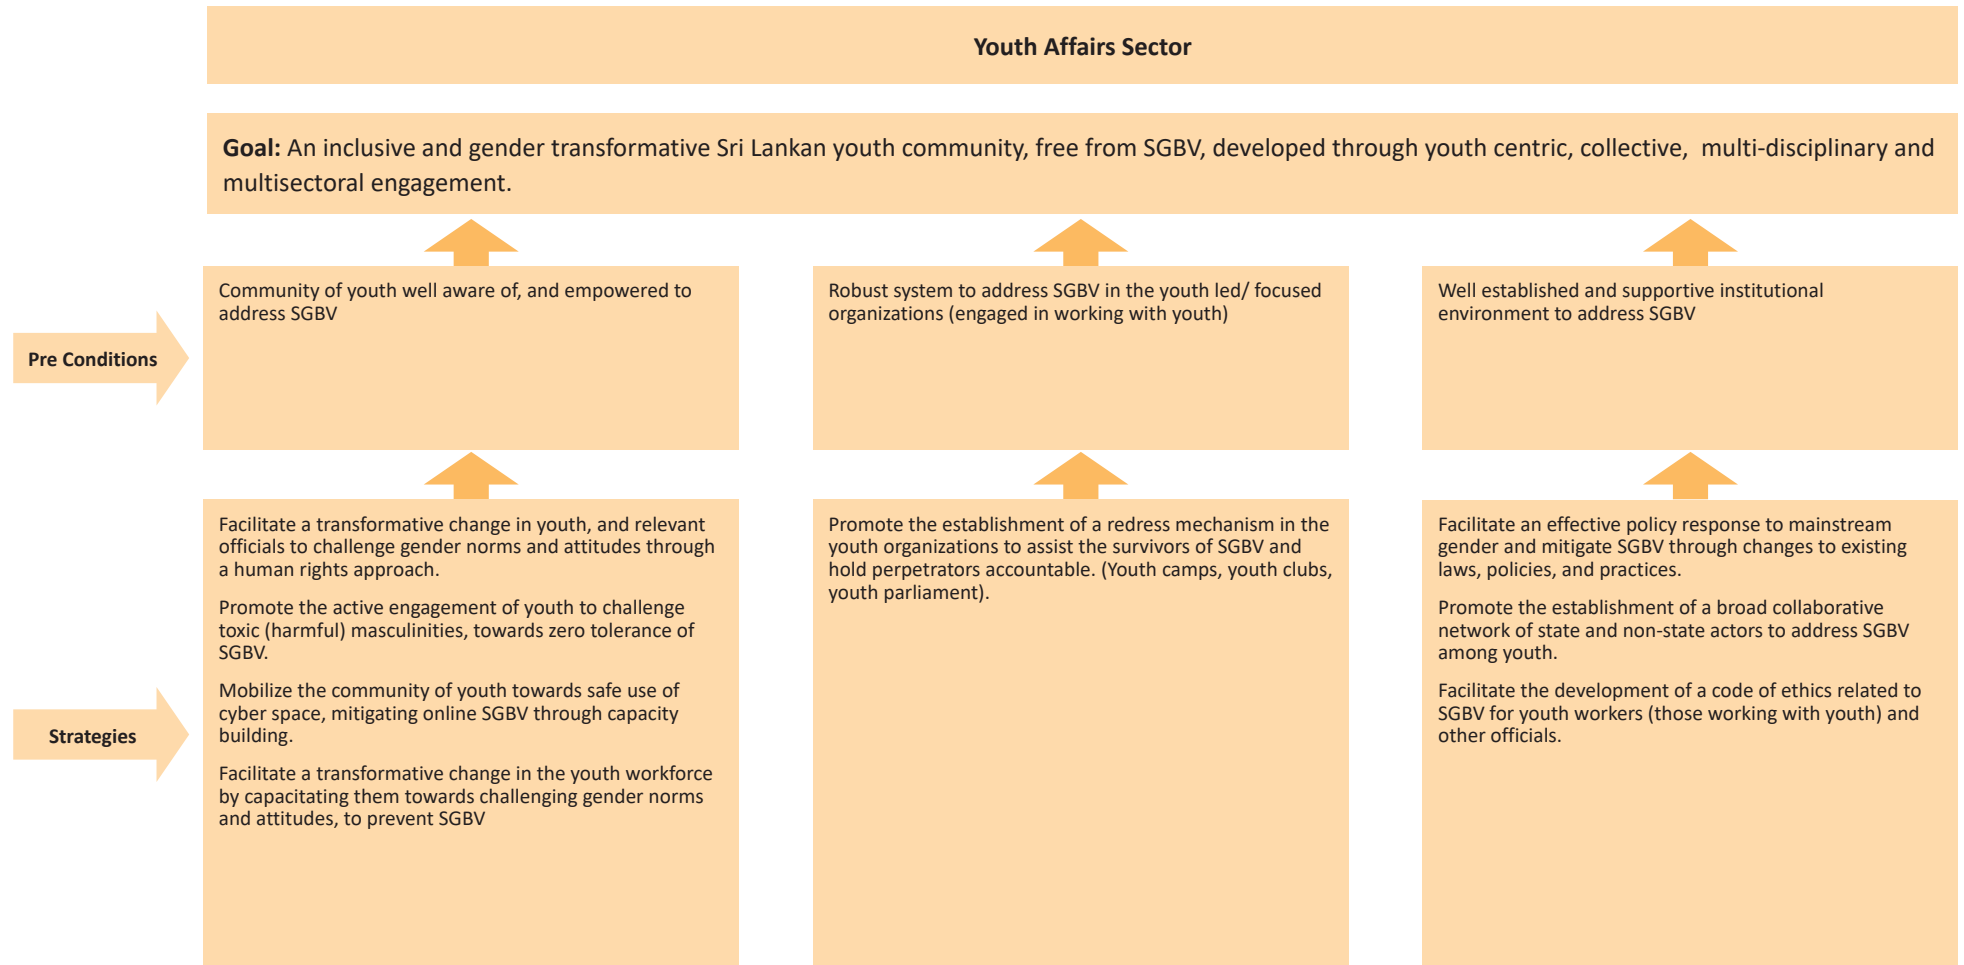 Youth Affairs Sector
Goal: An inclusive and gender transformative Sri Lankan youth community, free from SGBV, developed through youth centric, collective, multi-disciplinary and
multisectoral engagement.
Pre Conditions
Community of youth well aware of, and empowered to
address SGBV
Robust system to address SGBV in the youth led/ focused
organizations (engaged in working with youth)
Well established and supportive institutional
environment to address SGBV
Strategies
Facilitate a transformative change in youth, and relevant
officials to challenge gender norms and attitudes through
a human rights approach.
Promote the active engagement of youth to challenge
toxic (harmful) masculinities, towards zero tolerance of
SGBV.
Mobilize the community of youth towards safe use of
cyber space, mitigating online SGBV through capacity
building.
Facilitate a transformative change in the youth workforce
by capacitating them towards challenging gender norms
and attitudes, to prevent SGBV
Promote the establishment of a redress mechanism in the
youth organizations to assist the survivors of SGBV and
hold perpetrators accountable. (Youth camps, youth clubs,
youth parliament).
Facilitate an effective policy response to mainstream
gender and mitigate SGBV through changes to existing
laws, policies, and practices.
Promote the establishment of a broad collaborative
network of state and non-state actors to address SGBV
among youth.
Facilitate the development of a code of ethics related to
SGBV for youth workers (those working with youth) and
other officials.